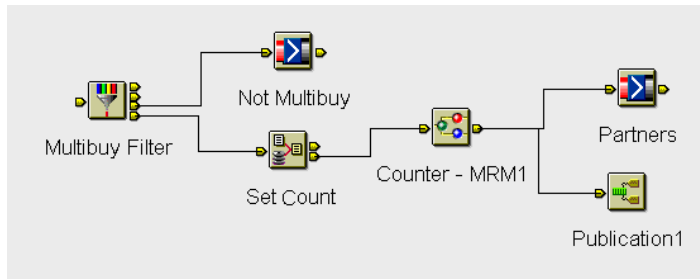 Not Multibuy
Multibuy Filter
Partners
Counter - MRM1
Set Count
Publication1